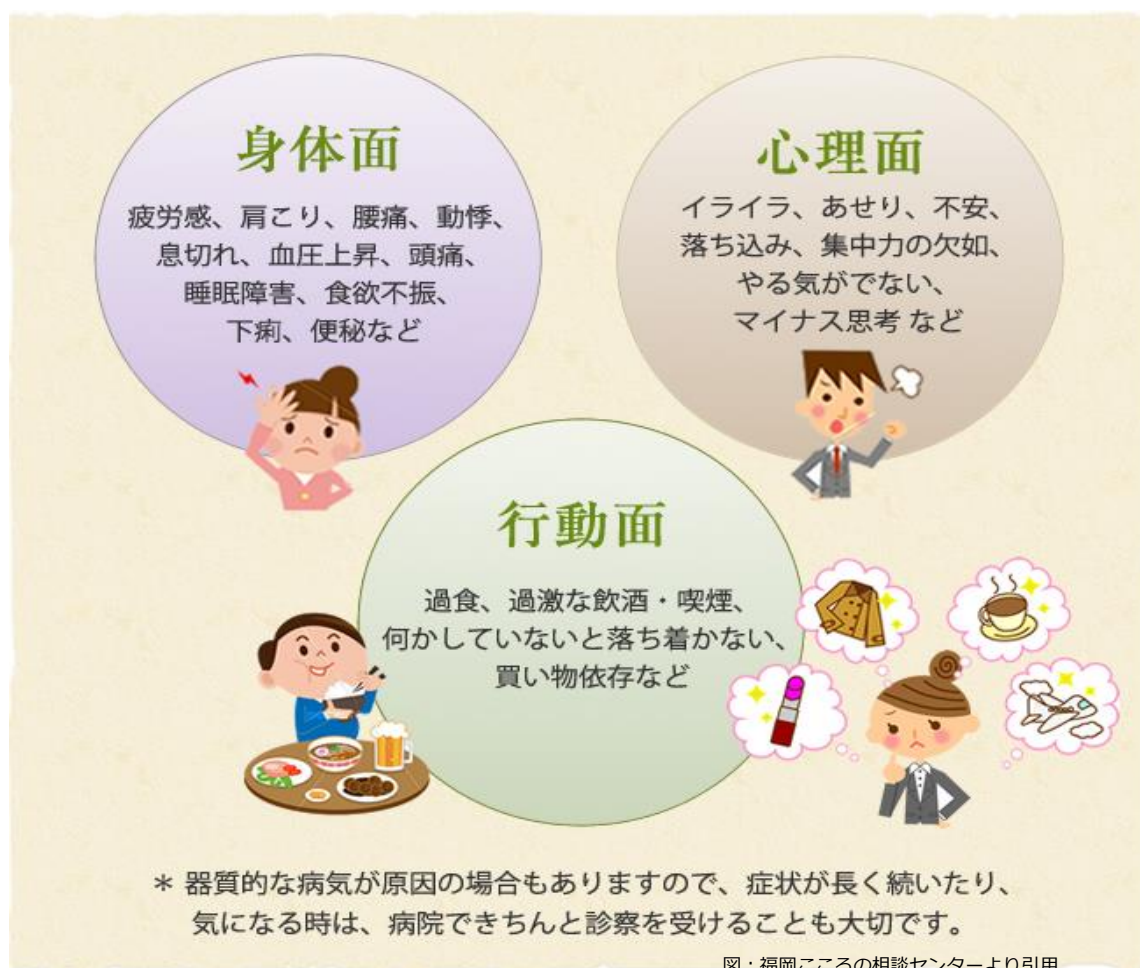 身体面
疲労感、肩こり、腰痛、動悸、
息切れ、血圧上昇、頭痛、
睡眠障害、食欲不振、
下痢、便秘など
心理面
イライラ、あせり、不安、
落ち込み、集中力の欠如、
やる気がでない、
マイナス思考 など
行動面
過食、過激な飲酒・喫煙、
何かしていないと落ち着かない、
買い物依存など
＊ 器質的な病気が原因の場合もありますので、症状が長く続いたり、
気になる時は、病院できちんと診察を受けることも大切です。
図：福岡こころの相談センターより引用